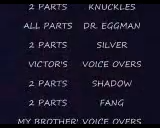 2 PARTS KNUCKLES
ALL PARTS DR. EGGMAN
2 PARTS SILVER
VICTOR'S VOICE OVERS
2 PARTS SHADOW
2 PARTS FANG
MY BROTHER' VOICE OVERS